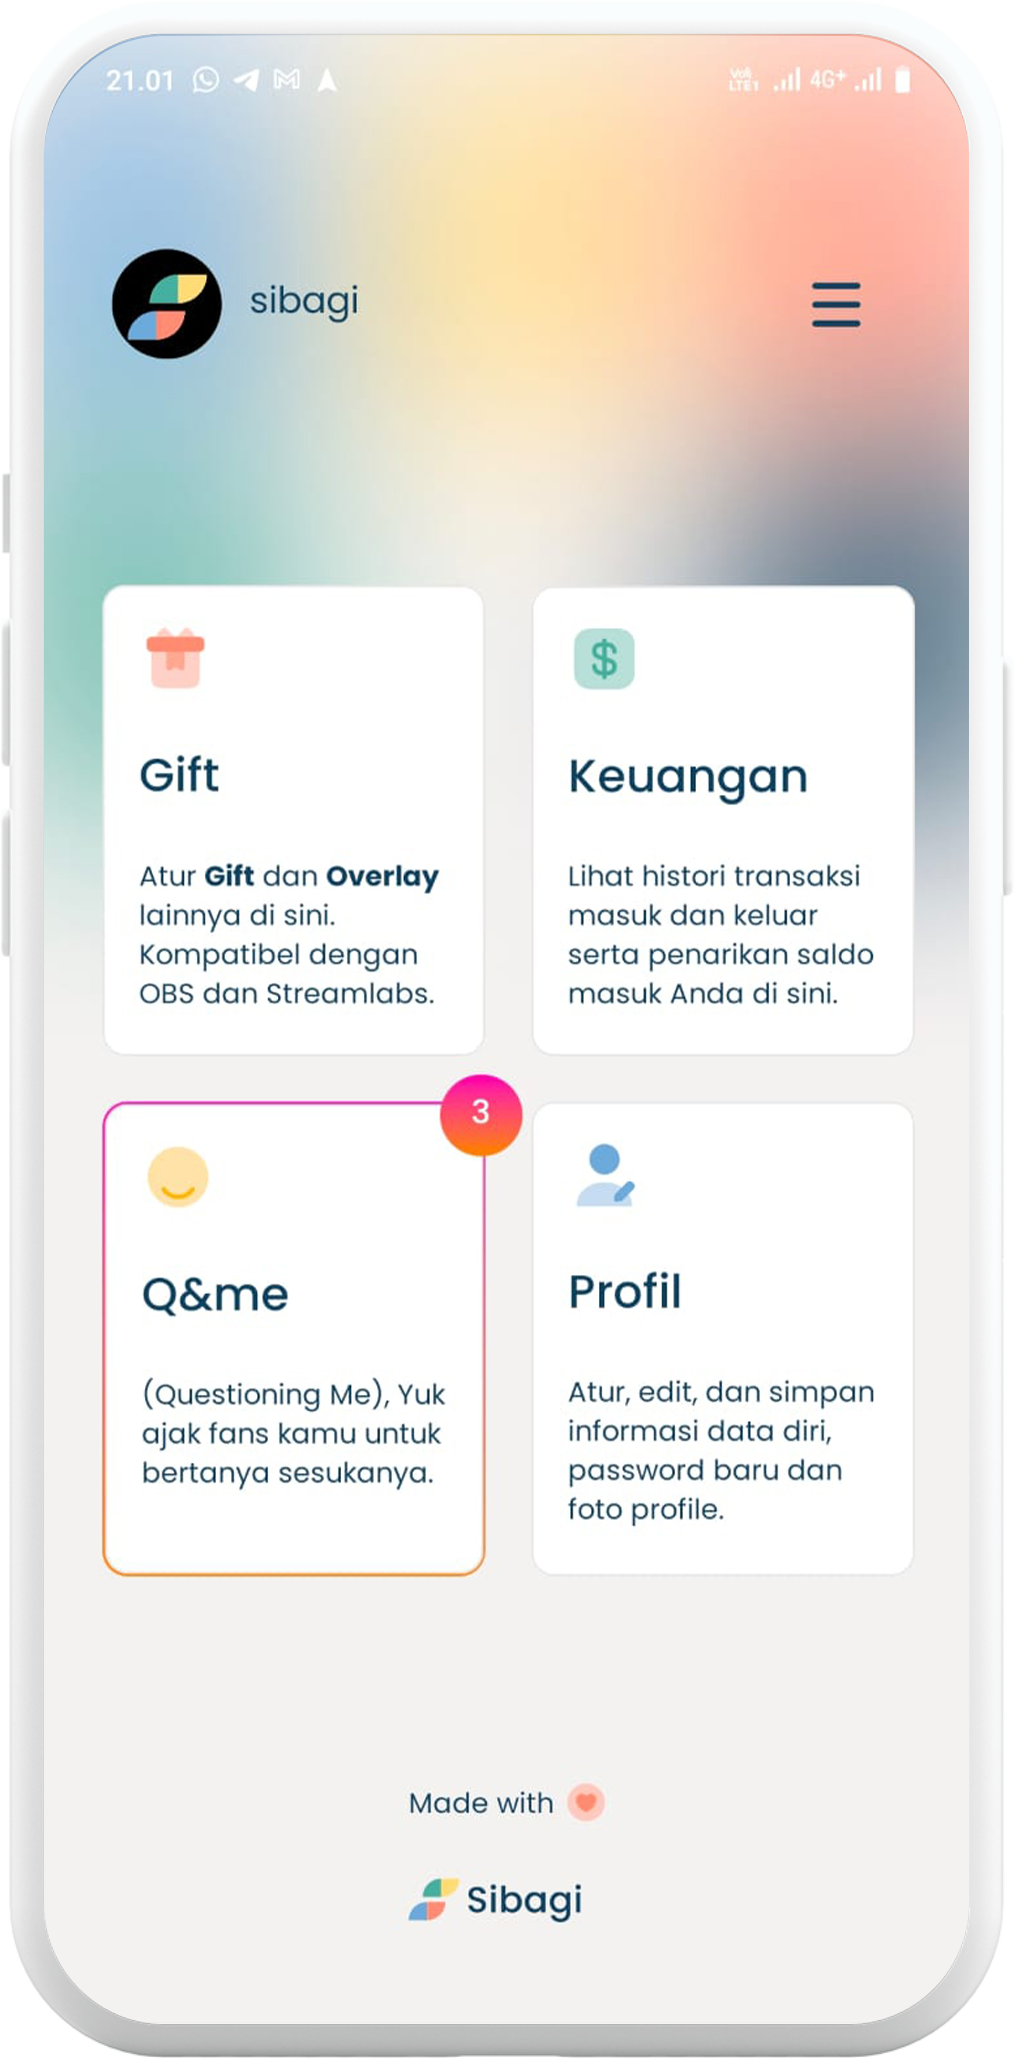 21.01 VoLTE1 4G+
sibagi
Gift
Atur Gift dan Overlay
lainnya di sini.
Kompatibel dengan
OBS dan Streamlabs.
Keuangan
Lihat histori transaksi
masuk dan keluar
serta penarikan saldo
masuk Anda di sini.
3
Q&me
(Questioning Me), Yuk
ajak fans kamu untuk
bertanya sesukanya.
Profil
Atur, edit, dan simpan
informasi data diri,
password baru dan
foto profile.
Made with
Sibagi